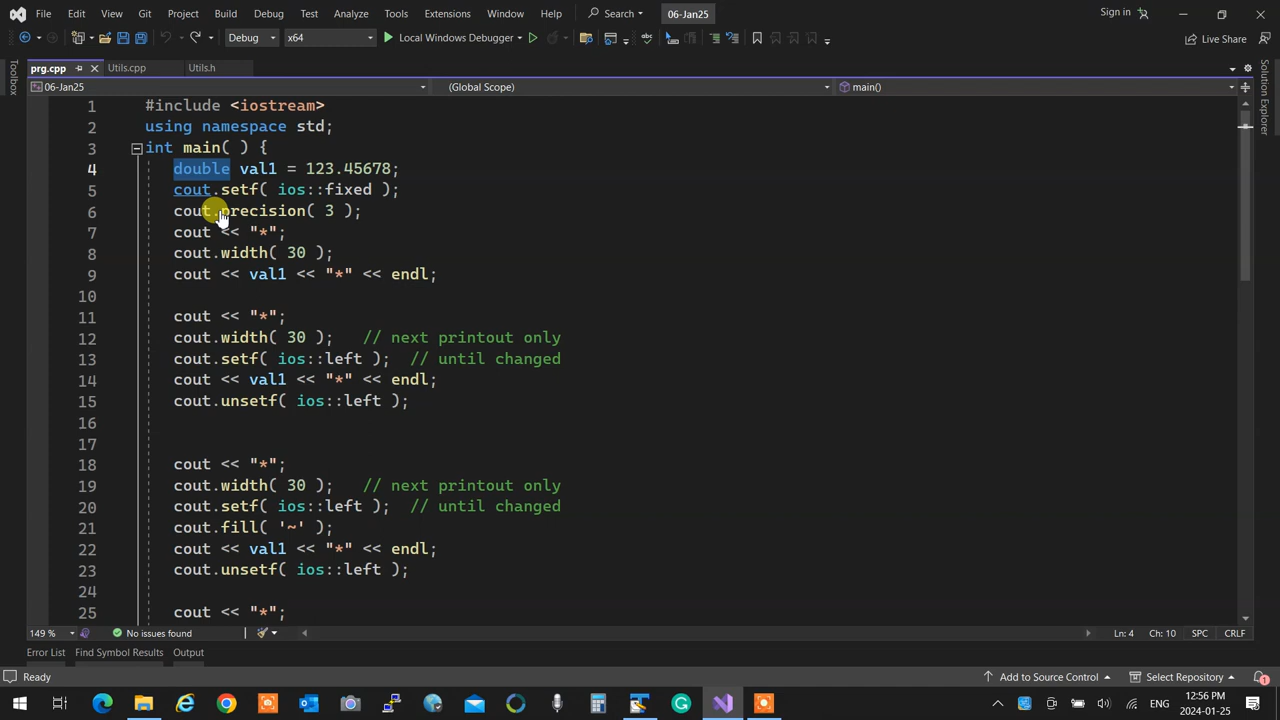 File Edit View Git Project Build Debug Test Analyze Tools Extensions Window Help Search 06-Jan25 Sign in
Debug x64 Local Windows Debugger Live Share
prg.cpp Utils.cpp Utils.h
06-Jan25 (Global Scope) main()
Toolbox
Solution Explorer
1 #include <iostream>
2 using namespace std;
3 int main( ) {
4 double val1 = 123.45678;
5 cout.setf( ios::fixed );
6 cout.precision( 3 );
7 cout << "*";
8 cout.width( 30 );
9 cout << val1 << "*" << endl;
10
11 cout << "*";
12 cout.width( 30 ); // next printout only
13 cout.setf( ios::left ); // until changed
14 cout << val1 << "*" << endl;
15 cout.unsetf( ios::left );
16
17
18 cout << "*";
19 cout.width( 30 ); // next printout only
20 cout.setf( ios::left ); // until changed
21 cout.fill( '~' );
22 cout << val1 << "*" << endl;
23 cout.unsetf( ios::left );
24
25 cout << "*";
149 % No issues found Ln: 4 Ch: 10 SPC CRLF
Error List Find Symbol Results Output
Ready Add to Source Control Select Repository 1
ENG 12:56 PM
2024-01-25